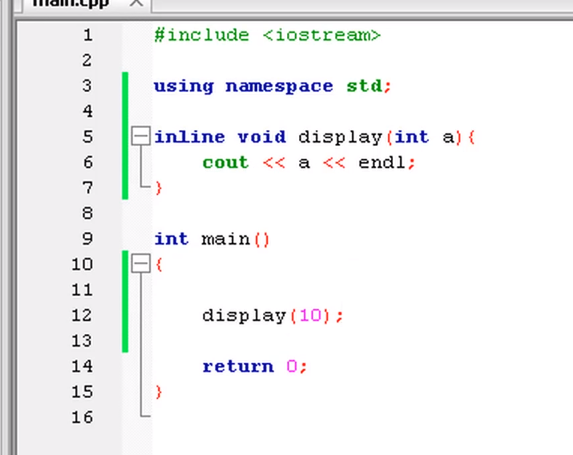 main.cpp
1 #include <iostream>
2
3 using namespace std;
4
5 inline void display(int a){
6 cout << a << endl;
7 }
8
9 int main()
10 {
11
12 display(10);
13
14 return 0;
15 }
16